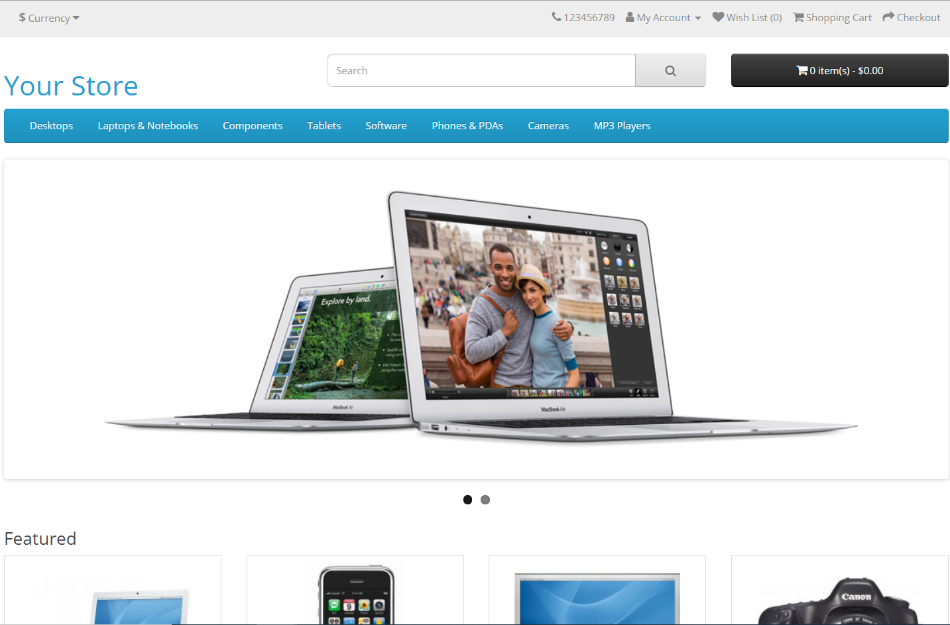 $ Currency
123456789 My Account Wish List (0) Shopping Cart Checkout
Your Store
Search
0 item(s) - $0.00
Desktops Laptops & Notebooks Components Tablets Software Phones & PDAs Cameras MP3 Players
Explore by land.
MacBook Air
MacBook Air
Featured
Canon